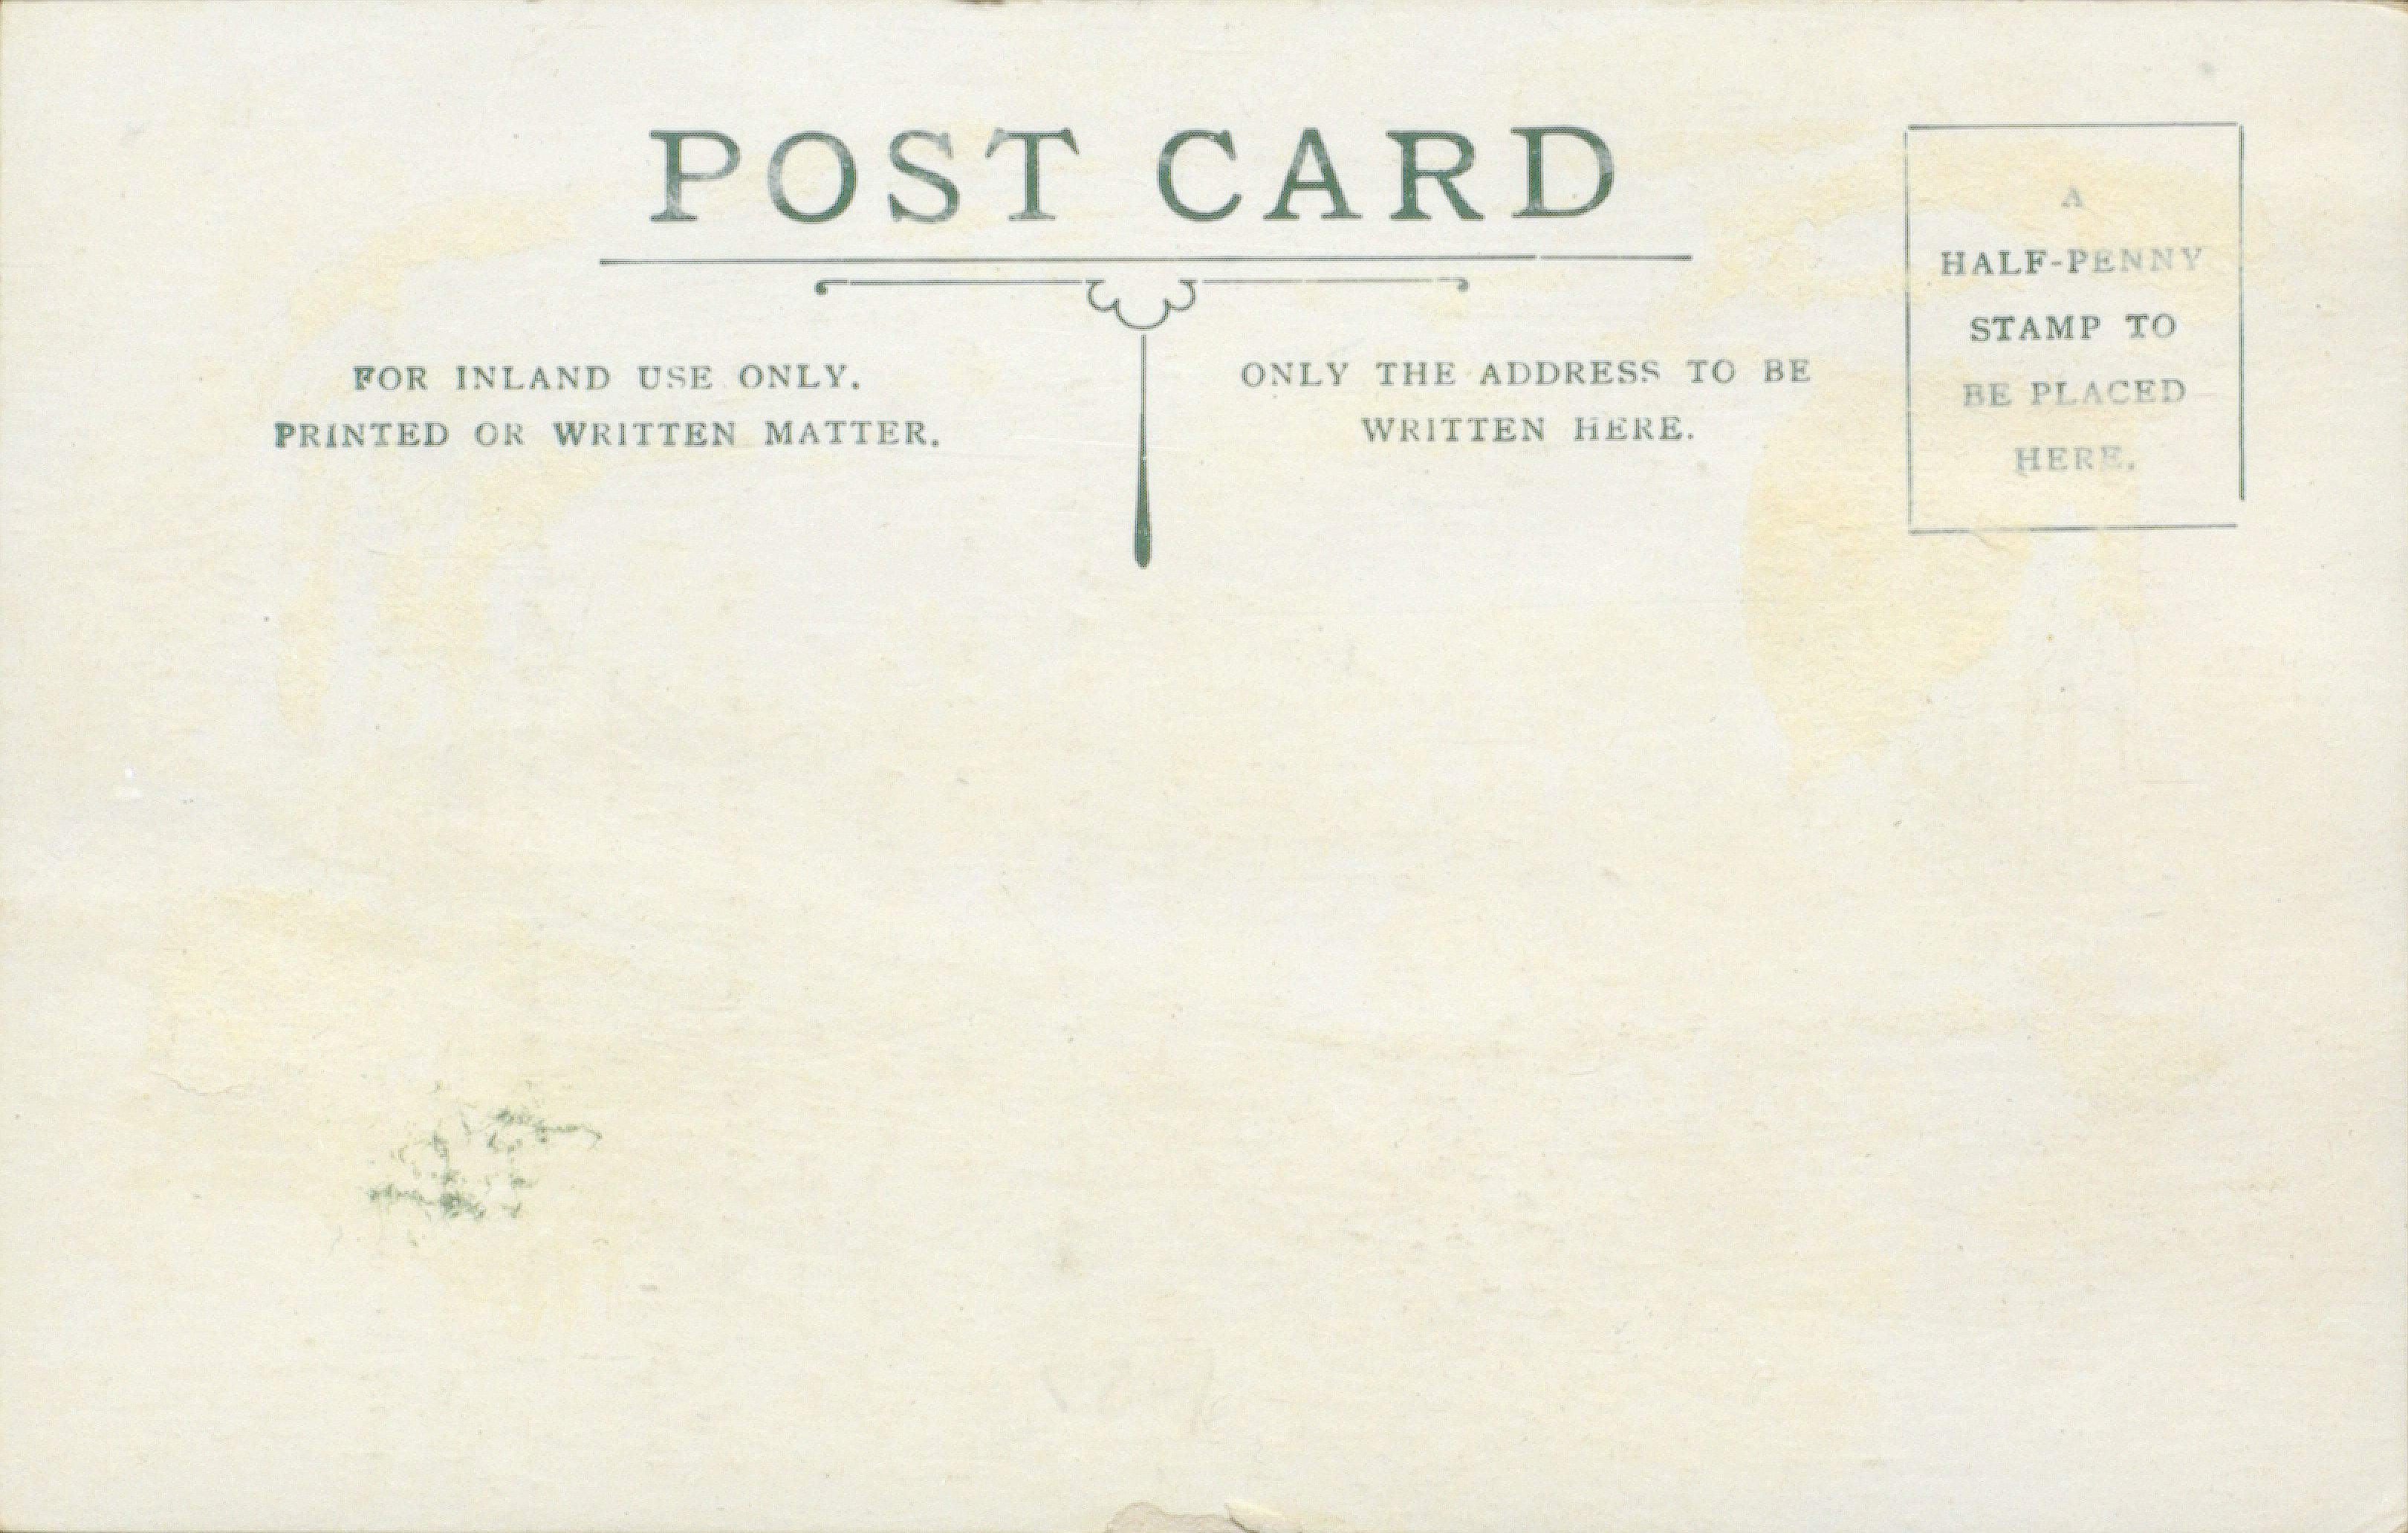 POST CARD
FOR INLAND USE ONLY.
PRINTED OR WRITTEN MATTER.
ONLY THE ADDRESS TO BE
WRITTEN HERE.
A
HALF-PENNY
STAMP TO
BE PLACED
HERE.